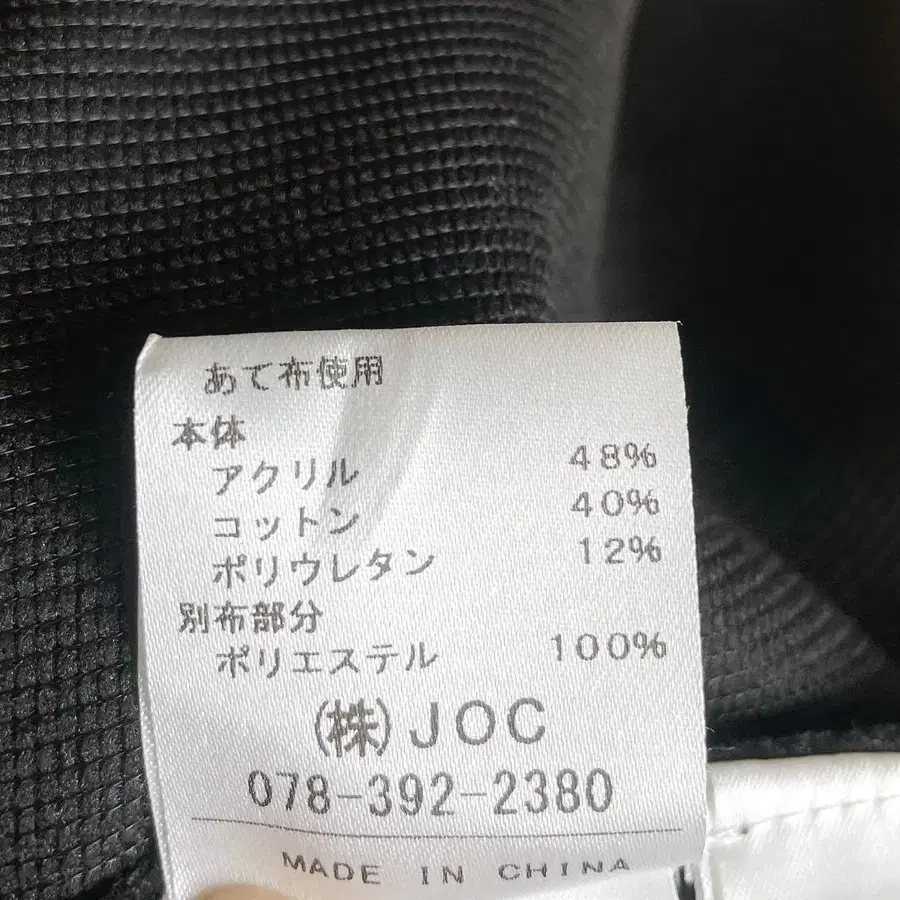 あて布使用
本体
アクリル 48%
コットン 40%
ポリウレタン 12%
別布部分
ポリエステル 100%
(株)JOC
078-392-2380
MADE IN CHINA